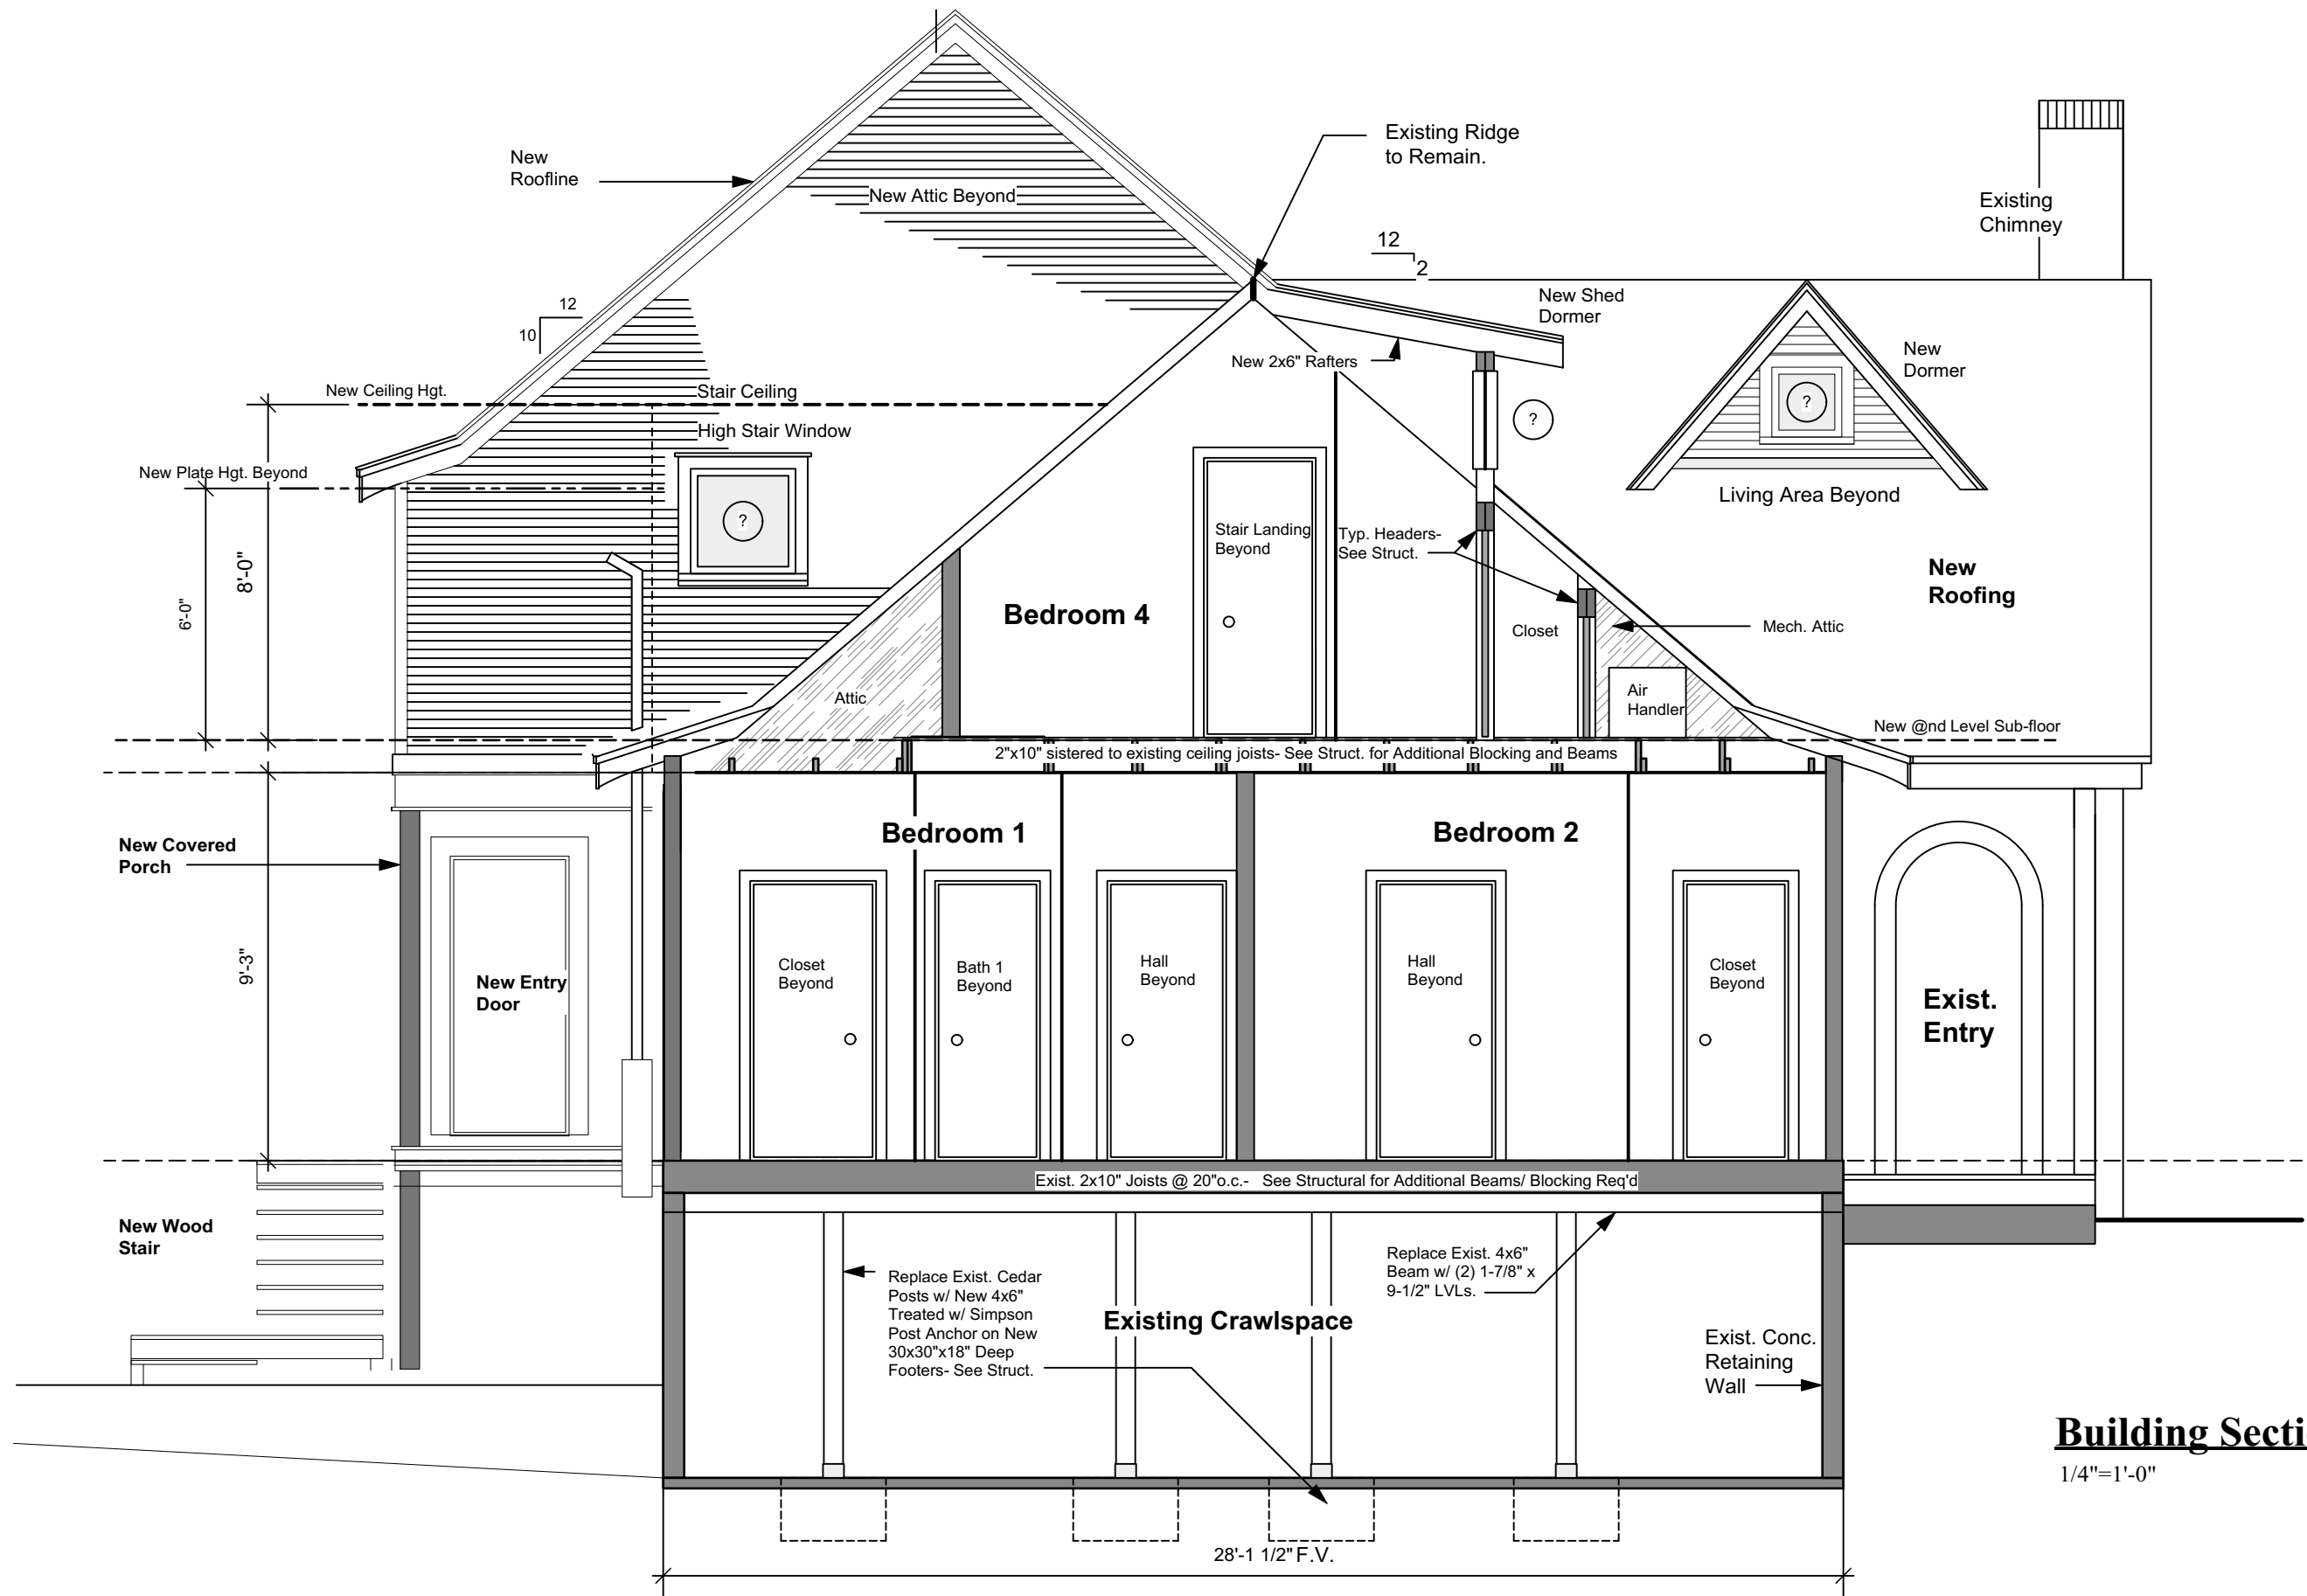 New
Roofline
New Attic Beyond
Existing Ridge
to Remain.
Existing
Chimney
12
2
New Shed
Dormer
12
10
New
Dormer
New 2x6" Rafters
New Ceiling Hgt.
Stair Ceiling
?
?
High Stair Window
New Plate Hgt. Beyond
Living Area Beyond
?
Stair Landing
Beyond
Typ. Headers-
See Struct.
8'-0"
6'-0"
New
Roofing
Bedroom 4
Closet
Mech. Attic
Attic
Air
Handler
New @nd Level Sub-floor
2"x10" sistered to existing ceiling joists- See Struct. for Additional Blocking and Beams
Bedroom 1
Bedroom 2
New Covered
Porch
9'-3"
New Entry
Door
Closet
Beyond
Bath 1
Beyond
Hall
Beyond
Hall
Beyond
Closet
Beyond
Exist.
Entry
Exist. 2x10" Joists @ 20"o.c.- See Structural for Additional Beams/ Blocking Req'd
New Wood
Stair
Replace Exist. Cedar
Posts w/ New 4x6"
Treated w/ Simpson
Post Anchor on New
30x30"x18" Deep
Footers- See Struct.
Replace Exist. 4x6"
Beam w/ (2) 1-7/8" x
9-1/2" LVLs.
Existing Crawlspace
Exist. Conc.
Retaining
Wall
Building Secti
1/4"=1'-0"
28'-1 1/2" F.V.